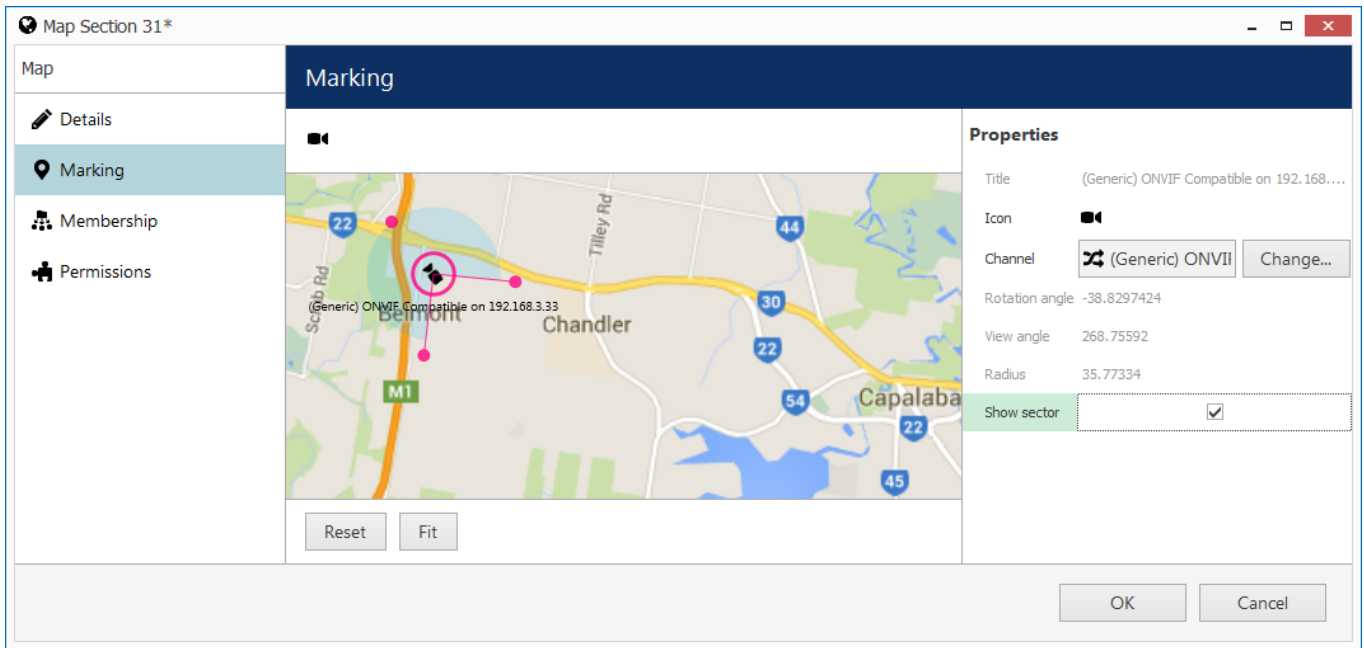 Map Section 31*
Map
Details
Marking
Membership
Permissions
Marking
22
Tilley Rd
44
Scrub Rd
(Generic) ONVIF Compatible on 192.168.3.33
Belmont
Chandler
30
22
M1
54
Capalaba
22
45
Reset
Fit
Properties
Title (Generic) ONVIF Compatible on 192.168....
Icon
Channel (Generic) ONVIF Change...
Rotation angle -38.8297424
View angle 268.75592
Radius 35.77334
Show sector
OK
Cancel